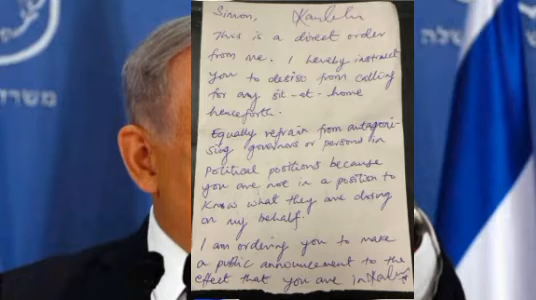 Simon,
This is a direct order
from me. I hereby instruct
you to desist from calling
for any sit-at-home
henceforth.
Equally refrain from antagoni-
sing governors or persons in
Political positions because
you are not in a position to
know what they are doing
on my behalf.
I am ordering you to make
a public announcement to the
effect that you are in
משרד
שלה